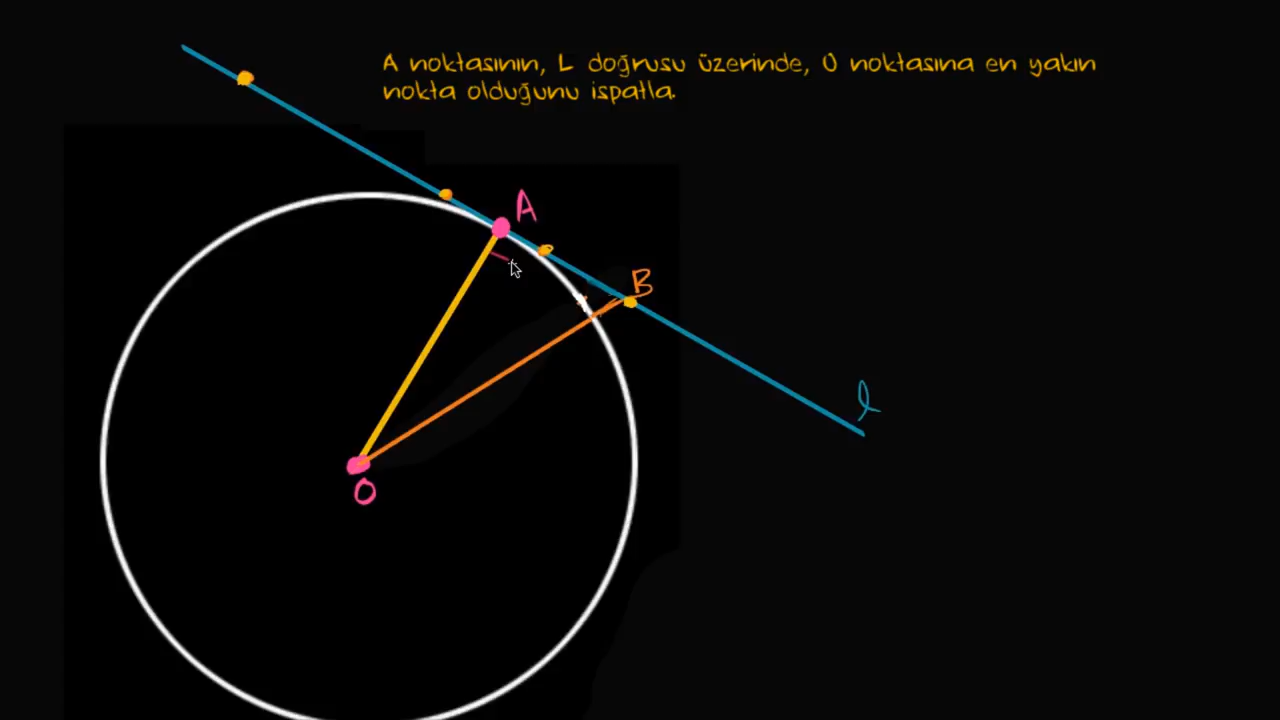 A noktasının, L doğrusu üzerinde, O noktasına en yakın
nokta olduğunu ispatla.
A
B
l
O